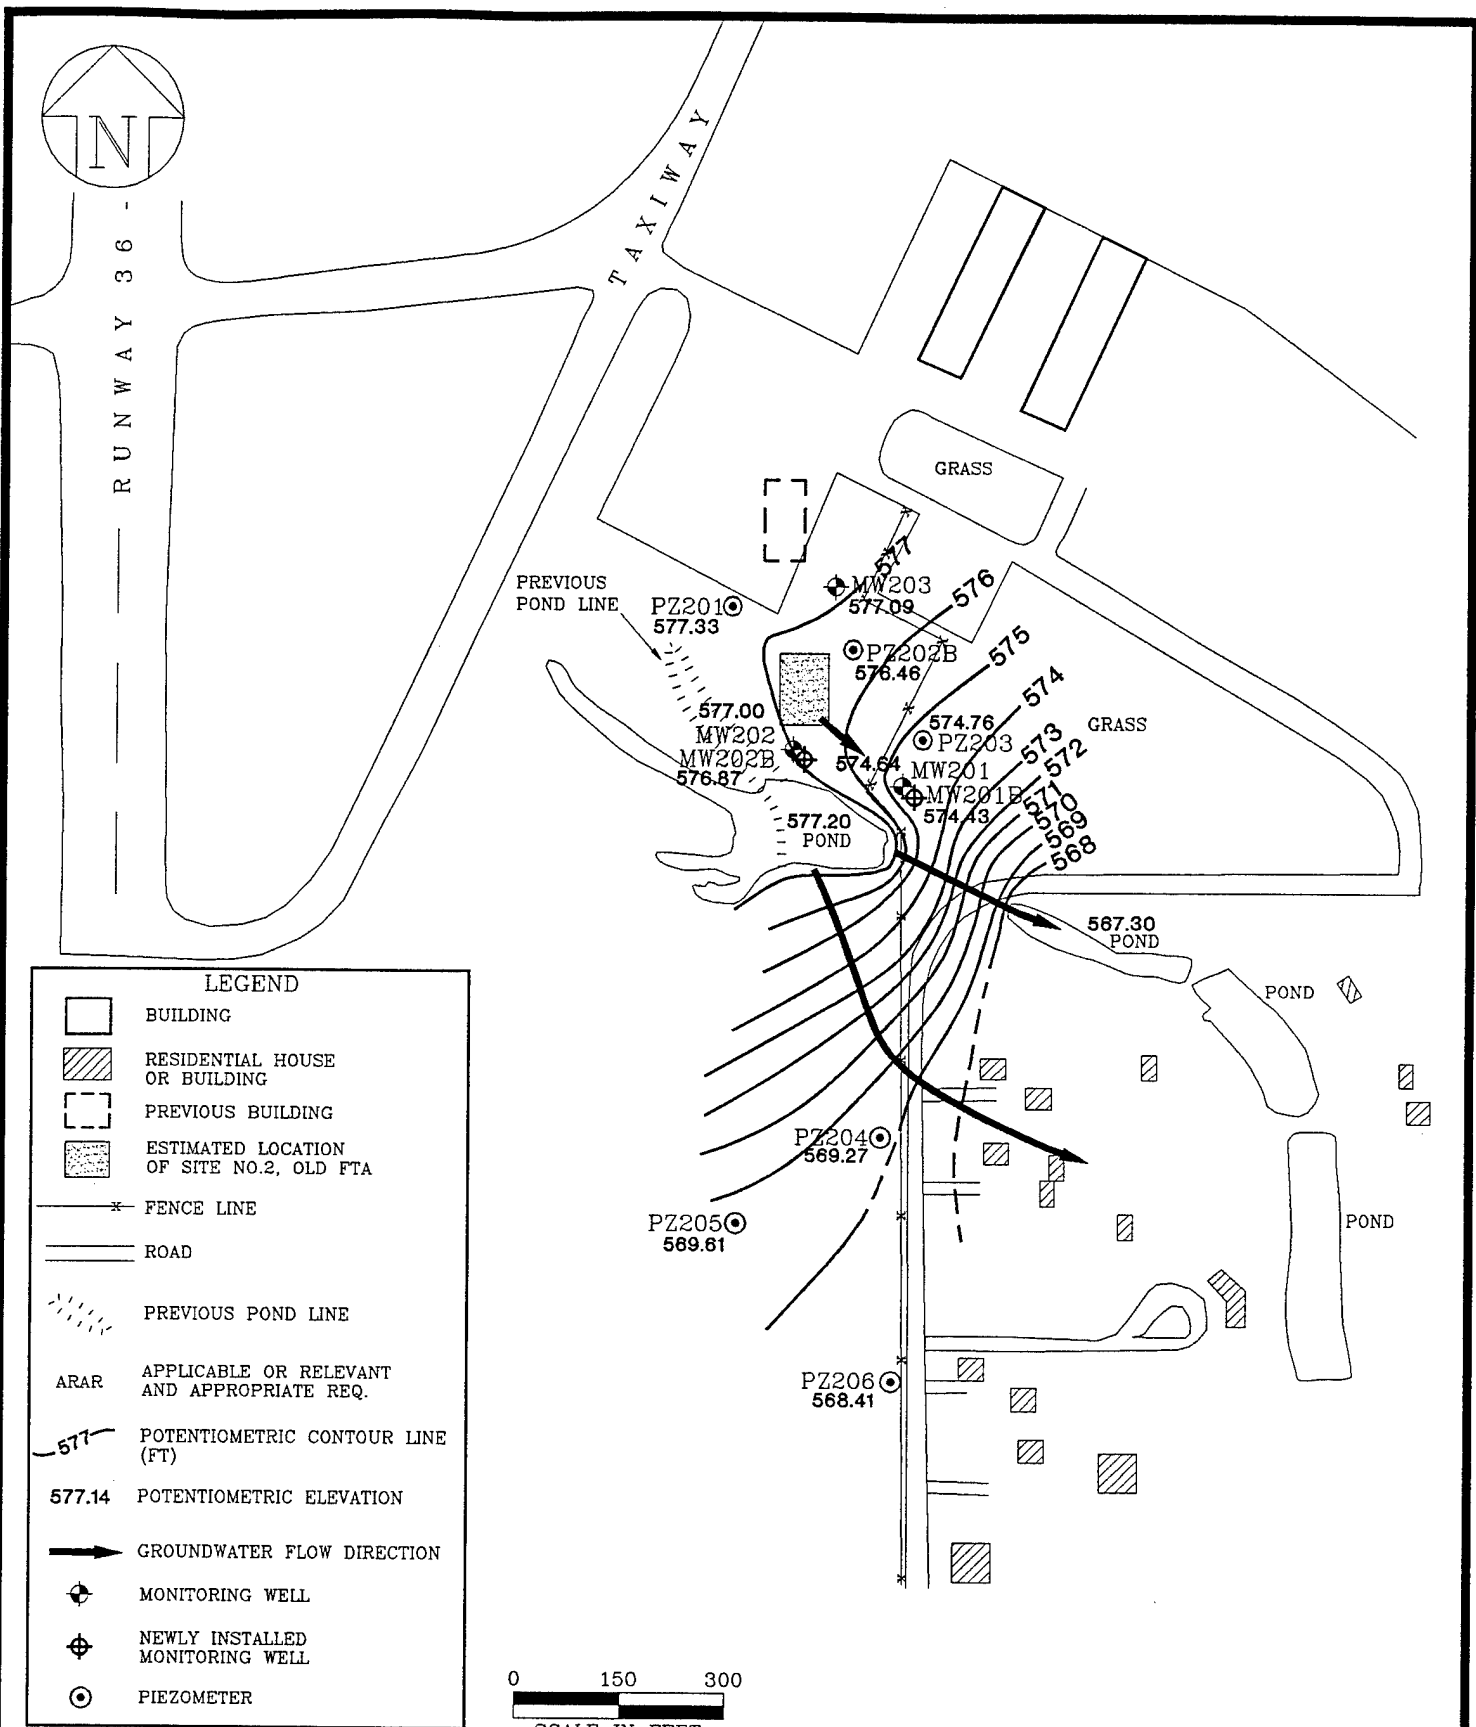 N
RUNWAY 36 -
TAXIWAY
GRASS
577
PREVIOUS
POND LINE
PZ201
577.33
MW203
577.09
576
PZ202B
576.46
575
574
577.00
MW202
MW202B
576.87
574.76
PZ203
GRASS
574.64
MW201
MW201B
574.43
573
572
571
570
569
568
577.20
POND
567.30
POND
POND
PZ204
569.27
PZ205
569.61
POND
PZ206
568.41
LEGEND
BUILDING
RESIDENTIAL HOUSE
OR BUILDING
PREVIOUS BUILDING
ESTIMATED LOCATION
OF SITE NO.2, OLD FTA
x FENCE LINE
ROAD
PREVIOUS POND LINE
ARAR APPLICABLE OR RELEVANT
AND APPROPRIATE REQ.
577 POTENTIOMETRIC CONTOUR LINE
(FT)
577.14 POTENTIOMETRIC ELEVATION
GROUNDWATER FLOW DIRECTION
MONITORING WELL
NEWLY INSTALLED
MONITORING WELL
PIEZOMETER
0 150 300
SCALE IN FEET